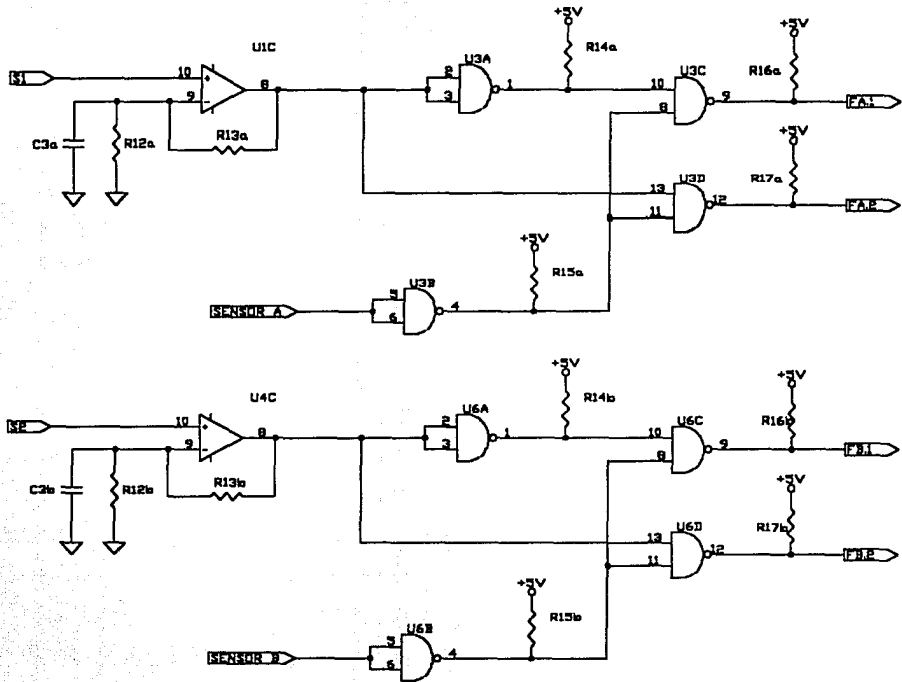 +5V
+5V
U1C
U3A
R14a
U3C
R16a
S1
10
8
2
3
1
10
8
9
FA.1
9
C3a
R12a
R13a
+5V
U3D
R17a
13
11
12
FA.2
+5V
U3B
R15a
SENSOR A
5
6
4
+5V
+5V
U4C
U6A
R14b
U6C
R16b
S2
10
8
2
3
1
10
8
9
FB.1
9
C3b
R12b
R13b
+5V
U6D
R17b
13
11
12
FB.2
+5V
U6B
R15b
SENSOR B
5
6
4